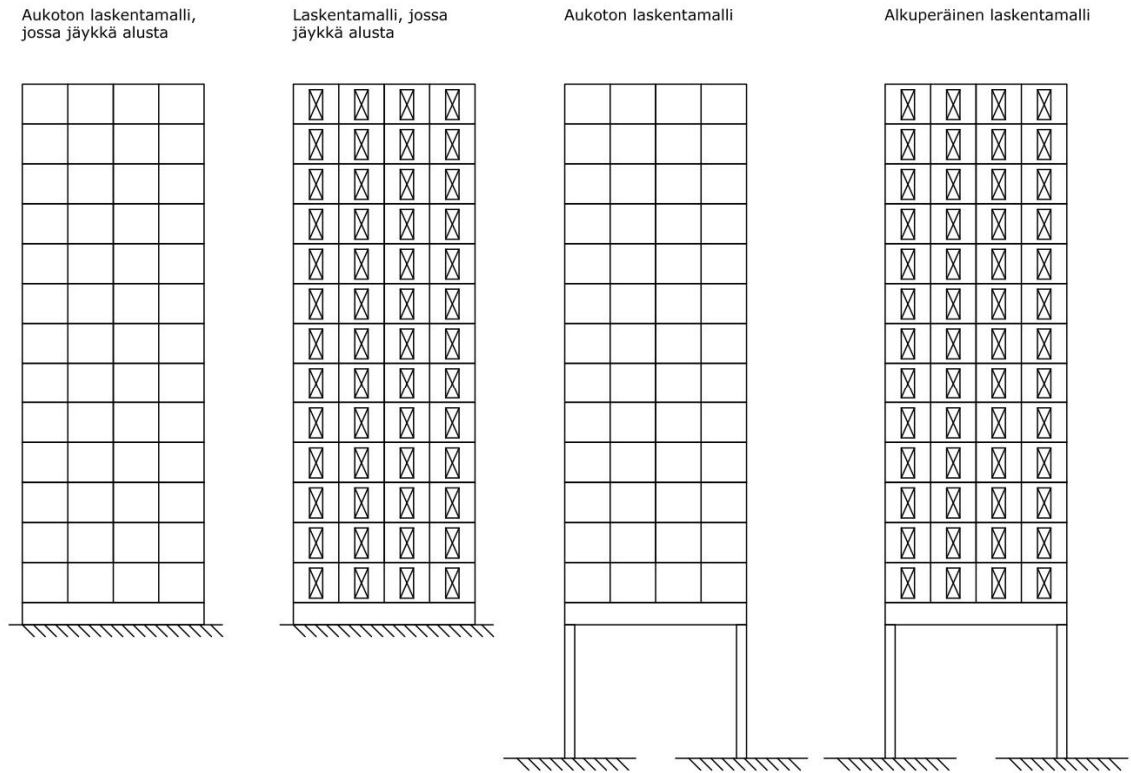 Aukoton laskentamalli,
jossa jäykkä alusta
Laskentamalli, jossa
jäykkä alusta
Aukoton laskentamalli
Alkuperäinen laskentamalli